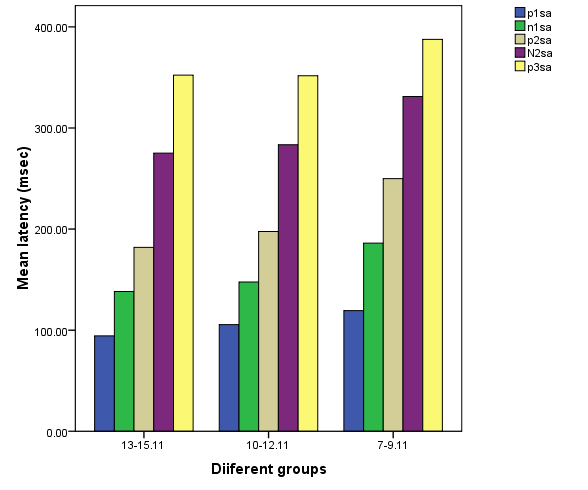 p1sa
n1sa
p2sa
N2sa
p3sa
400.00
300.00
200.00
100.00
0.00
Mean latency (msec)
13-15.11
10-12.11
7-9.11
Diiferent groups